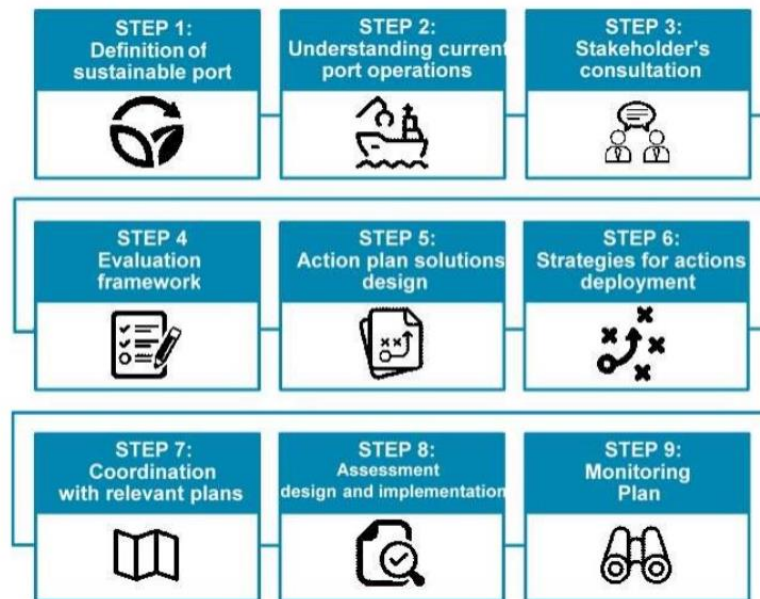 STEP 1:
Definition of
sustainable port
STEP 2:
Understanding current
port operations
STEP 3:
Stakeholder's
consultation
STEP 4
Evaluation
framework
STEP 5:
Action plan solutions
design
STEP 6:
Strategies for actions
deployment
STEP 7:
Coordination
with relevant plans
STEP 8:
Assessment
design and implementation
STEP 9:
Monitoring
Plan